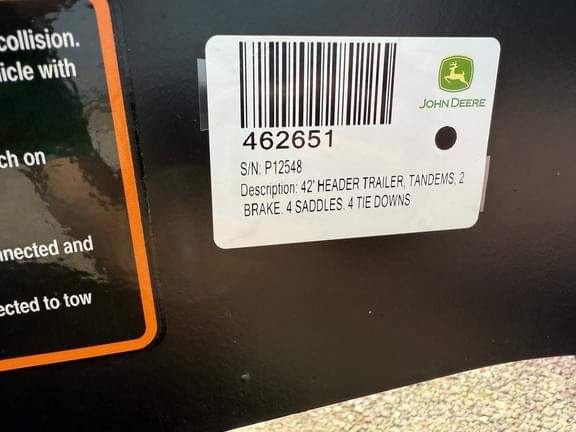 collision.
icle with
ch on
nnected and
ected to tow
JOHN DEERE
462651
S/N: P12548
Description: 42' HEADER TRAILER, TANDEMS, 2
BRAKE. 4 SADDLES. 4 TIE DOWNS